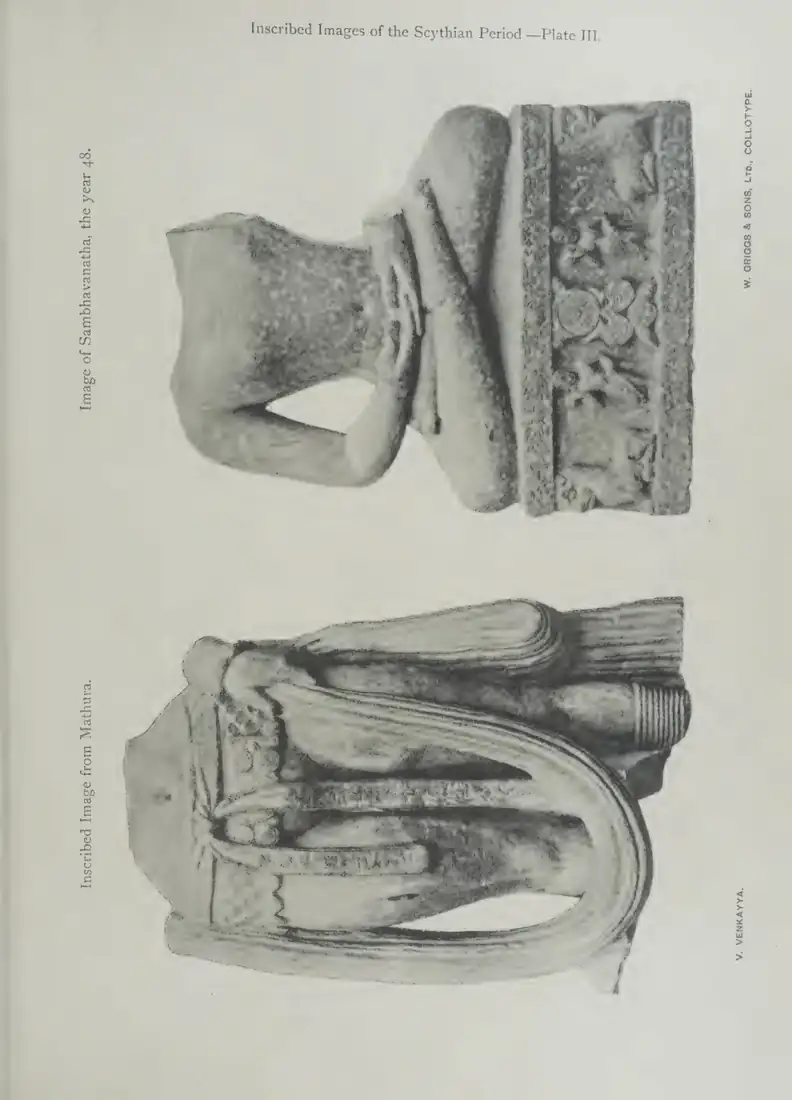 Inscribed Images of the Scythian Period —Plate III.
Inscribed Image from Mathura.
Image of Sambhavanatha, the year 48.
V. VENKAYYA.
W. GRIGGS & SONS, LTD., COLLOTYPE.